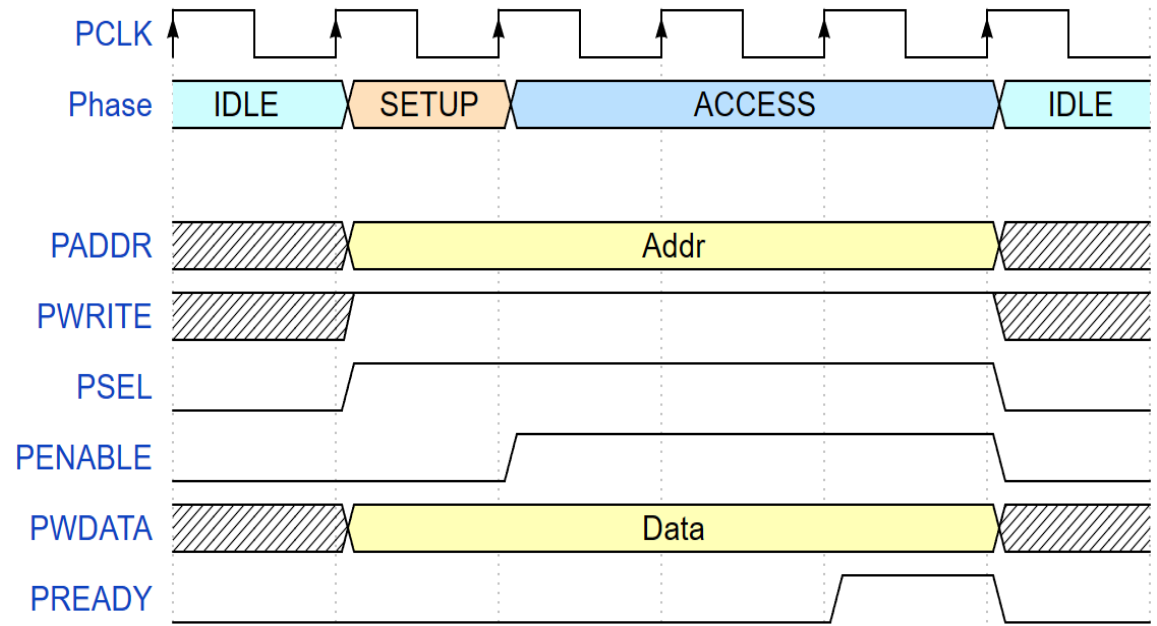 PCLK
Phase IDLE SETUP ACCESS IDLE
PADDR Addr
PWRITE
PSEL
PENABLE
PWDATA Data
PREADY